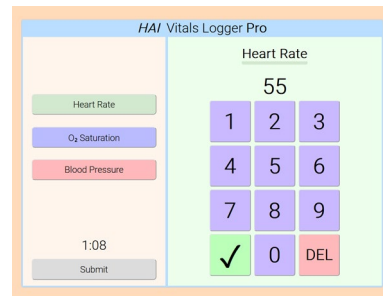 HAI Vitals Logger Pro
Heart Rate
O₂ Saturation
Blood Pressure
1:08
Submit
Heart Rate
55
1 2 3
4 5 6
7 8 9
✓ 0 DEL